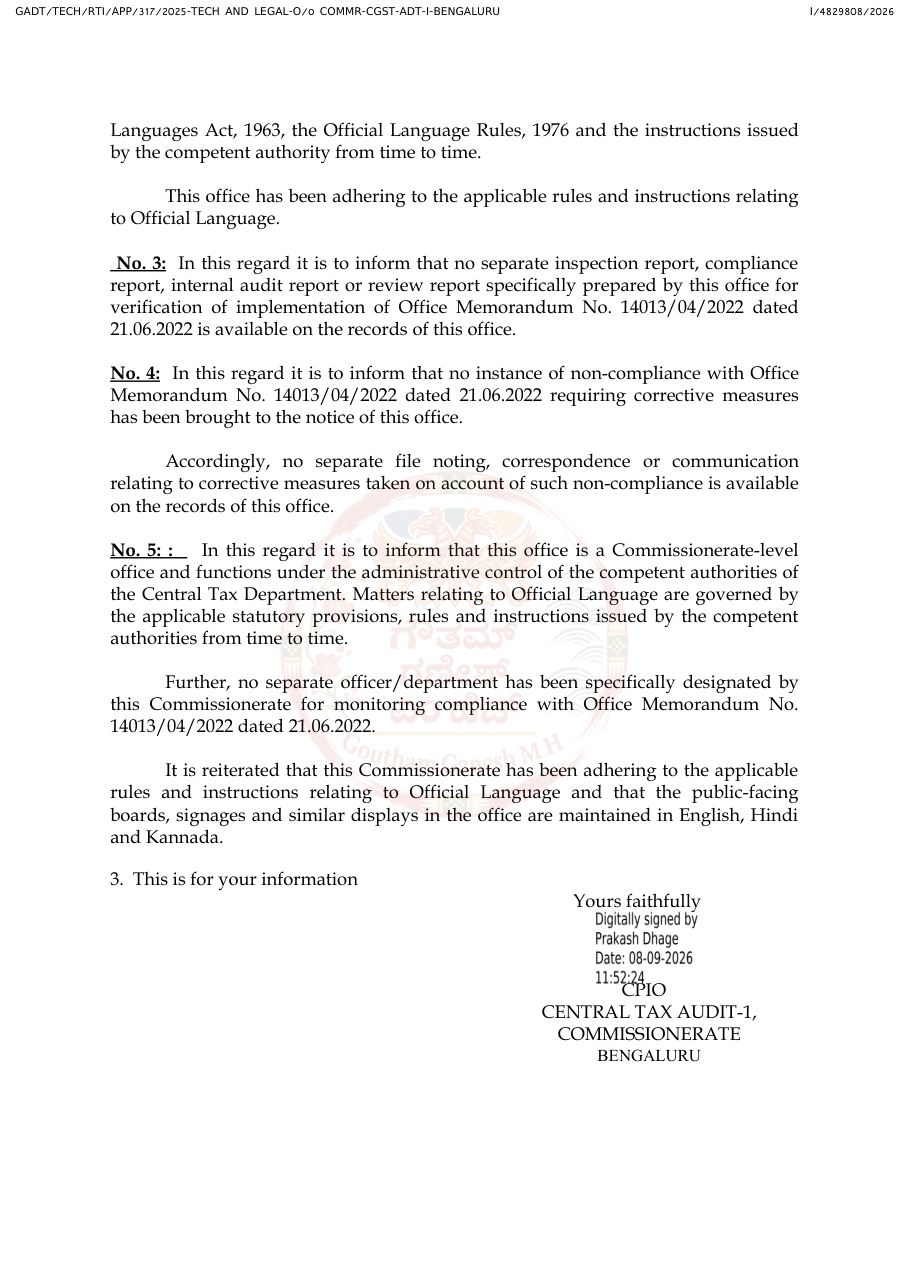 GADT/TECH/RTI/APP/317/2025-TECH AND LEGAL-O/o COMMR-CGST-ADT-I-BENGALURU I/4829808/2026
Languages Act, 1963, the Official Language Rules, 1976 and the instructions issued
by the competent authority from time to time.
This office has been adhering to the applicable rules and instructions relating
to Official Language.
No. 3: In this regard it is to inform that no separate inspection report, compliance
report, internal audit report or review report specifically prepared by this office for
verification of implementation of Office Memorandum No. 14013/04/2022 dated
21.06.2022 is available on the records of this office.
No. 4: In this regard it is to inform that no instance of non-compliance with Office
Memorandum No. 14013/04/2022 dated 21.06.2022 requiring corrective measures
has been brought to the notice of this office.
Accordingly, no separate file noting, correspondence or communication
relating to corrective measures taken on account of such non-compliance is available
on the records of this office.
No. 5: : In this regard it is to inform that this office is a Commissionerate-level
office and functions under the administrative control of the competent authorities of
the Central Tax Department. Matters relating to Official Language are governed by
the applicable statutory provisions, rules and instructions issued by the competent
authorities from time to time.
ಗೌತಮ್
ಗಣೇಶ್
Further, no separate officer/department has been specifically designated by
this Commissionerate for monitoring compliance with Office Memorandum No.
14013/04/2022 dated 21.06.2022.
Goutham Ganesh M H
It is reiterated that this Commissionerate has been adhering to the applicable
rules and instructions relating to Official Language and that the public-facing
boards, signages and similar displays in the office are maintained in English, Hindi
and Kannada.
3. This is for your information
Yours faithfully
Digitally signed by
Prakash Dhage
Date: 08-09-2026
11:52:24
CPIO
CENTRAL TAX AUDIT-1,
COMMISSIONERATE
BENGALURU